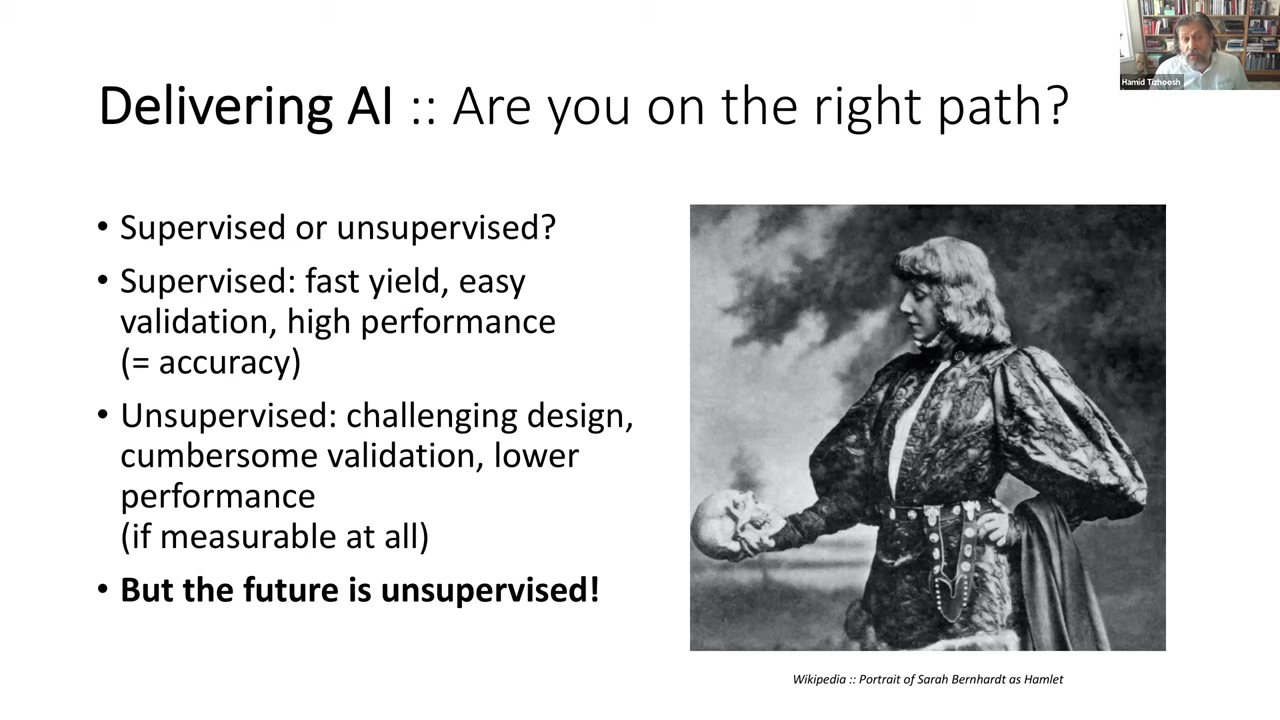 Hamid Tizhoosh
Delivering AI :: Are you on the right path?
• Supervised or unsupervised?
• Supervised: fast yield, easy
validation, high performance
(= accuracy)
• Unsupervised: challenging design,
cumbersome validation, lower
performance
(if measurable at all)
• But the future is unsupervised!
Wikipedia :: Portrait of Sarah Bernhardt as Hamlet